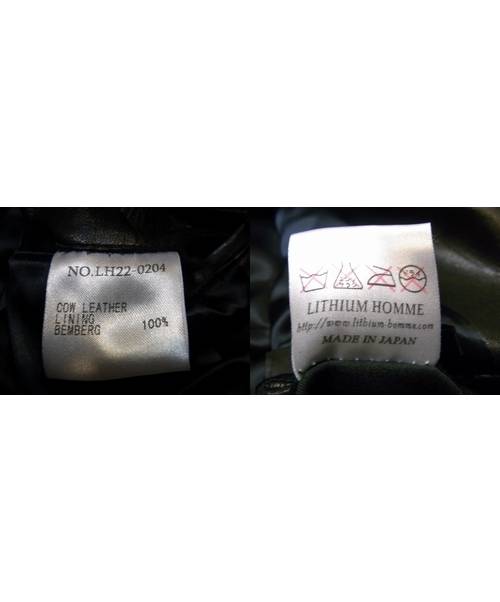 NO.LH22-0204
COW LEATHER
LINING
BEMBERG 100%
LITHIUM HOMME
http://www.lithium-homme.com
MADE IN JAPAN